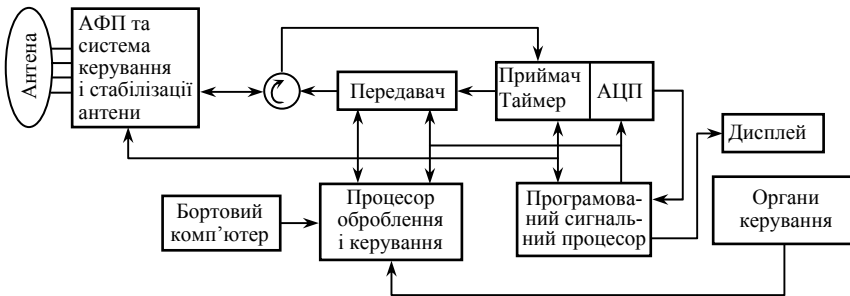 Антена
АФП та
система
керування
і стабілізації
антени
Передавач
Приймач
Таймер
АЦП
Дисплей
Бортовий
комп’ютер
Процесор
оброблення
і керування
Програмова-
ний сигналь-
ний процесор
Органи
керування